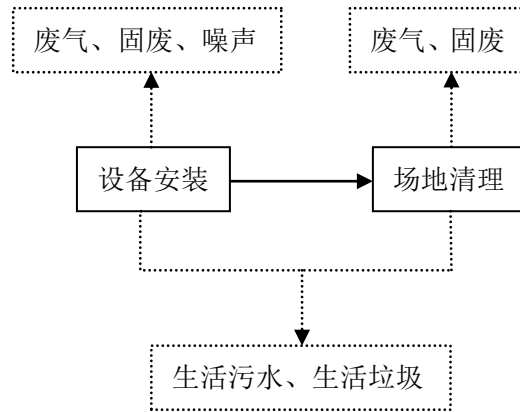 废气、固废、噪声
废气、固废
设备安装
场地清理
生活污水、生活垃圾